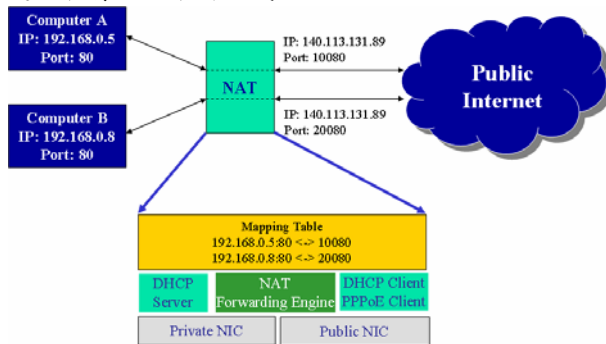 Computer A
IP: 192.168.0.5
Port: 80
Computer B
IP: 192.168.0.8
Port: 80
NAT
IP: 140.113.131.89
Port: 10080
IP: 140.113.131.89
Port: 20080
Public
Internet
Mapping Table
192.168.0.5:80 <-> 10080
192.168.0.8:80 <-> 20080
DHCP
Server
NAT
Forwarding Engine
DHCP Client
PPPoE Client
Private NIC
Public NIC